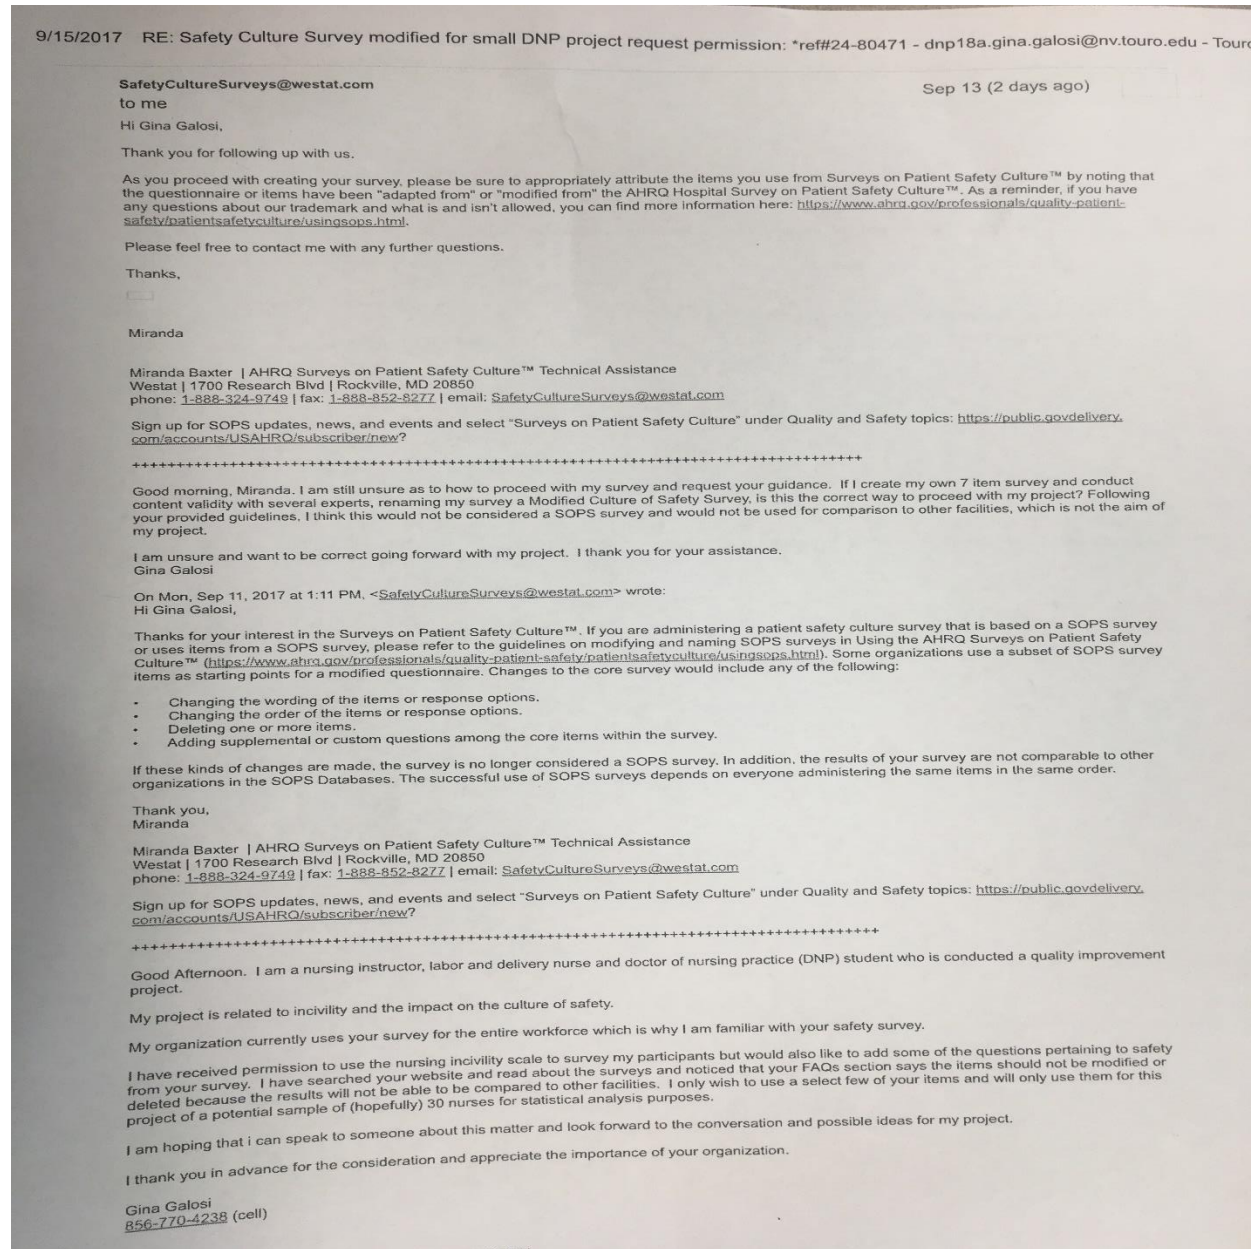 9/15/2017 RE: Safety Culture Survey modified for small DNP project request permission: *ref#24-80471 - dnp18a.gina.galosi@nv.touro.edu - Touro
SafetyCultureSurveys@westat.com Sep 13 (2 days ago)
to me
Hi Gina Galosi,
Thank you for following up with us.
As you proceed with creating your survey, please be sure to appropriately attribute the items you use from Surveys on Patient Safety Culture™ by noting that
the questionnaire or items have been "adapted from" or "modified from" the AHRQ Hospital Survey on Patient Safety Culture™. As a reminder, if you have
any questions about our trademark and what is and isn't allowed, you can find more information here: https://www.ahrq.gov/professionals/quality-patient-
safety/patientsafetyculture/usingsops.html.
Please feel free to contact me with any further questions.
Thanks,
Miranda
Miranda Baxter | AHRQ Surveys on Patient Safety Culture™ Technical Assistance
Westat | 1700 Research Blvd | Rockville, MD 20850
phone: 1-888-324-9749 | fax: 1-888-852-8277 | email: SafetyCultureSurveys@westat.com
Sign up for SOPS updates, news, and events and select "Surveys on Patient Safety Culture" under Quality and Safety topics: https://public.govdelivery.
com/accounts/USAHRQ/subscriber/new?
++++++++++++++++++++++++++++++++++++++++++++++++++++++++++++++++++++++++++++++++++
Good morning, Miranda. I am still unsure as to how to proceed with my survey and request your guidance. If I create my own 7 item survey and conduct
content validity with several experts, renaming my survey a Modified Culture of Safety Survey, is this the correct way to proceed with my project? Following
your provided guidelines, I think this would not be considered a SOPS survey and would not be used for comparison to other facilities, which is not the aim of
my project.
I am unsure and want to be correct going forward with my project. I thank you for your assistance.
Gina Galosi
On Mon, Sep 11, 2017 at 1:11 PM, <SafetyCultureSurveys@westat.com> wrote:
Hi Gina Galosi,
Thanks for your interest in the Surveys on Patient Safety Culture™. If you are administering a patient safety culture survey that is based on a SOPS survey
or uses items from a SOPS survey, please refer to the guidelines on modifying and naming SOPS surveys in Using the AHRQ Surveys on Patient Safety
Culture™ (https://www.ahrq.gov/professionals/quality-patient-safety/patientsafetyculture/usingsops.html). Some organizations use a subset of SOPS survey
items as starting points for a modified questionnaire. Changes to the core survey would include any of the following:
• Changing the wording of the items or response options.
• Changing the order of the items or response options.
• Deleting one or more items.
• Adding supplemental or custom questions among the core items within the survey.
If these kinds of changes are made, the survey is no longer considered a SOPS survey. In addition, the results of your survey are not comparable to other
organizations in the SOPS Databases. The successful use of SOPS surveys depends on everyone administering the same items in the same order.
Thank you,
Miranda
Miranda Baxter | AHRQ Surveys on Patient Safety Culture™ Technical Assistance
Westat | 1700 Research Blvd | Rockville, MD 20850
phone: 1-888-324-9749 | fax: 1-888-852-8277 | email: SafetyCultureSurveys@westat.com
Sign up for SOPS updates, news, and events and select "Surveys on Patient Safety Culture" under Quality and Safety topics: https://public.govdelivery.
com/accounts/USAHRQ/subscriber/new?
++++++++++++++++++++++++++++++++++++++++++++++++++++++++++++++++++++++++++++++++++
Good Afternoon. I am a nursing instructor, labor and delivery nurse and doctor of nursing practice (DNP) student who is conducted a quality improvement
project.
My project is related to incivility and the impact on the culture of safety.
My organization currently uses your survey for the entire workforce which is why I am familiar with your safety survey.
I have received permission to use the nursing incivility scale to survey my participants but would also like to add some of the questions pertaining to safety
from your survey. I have searched your website and read about the surveys and noticed that your FAQs section says the items should not be modified or
deleted because the results will not be able to be compared to other facilities. I only wish to use a select few of your items and will only use them for this
project of a potential sample of (hopefully) 30 nurses for statistical analysis purposes.
I am hoping that i can speak to someone about this matter and look forward to the conversation and possible ideas for my project.
I thank you in advance for the consideration and appreciate the importance of your organization.
Gina Galosi
856-770-4238 (cell)